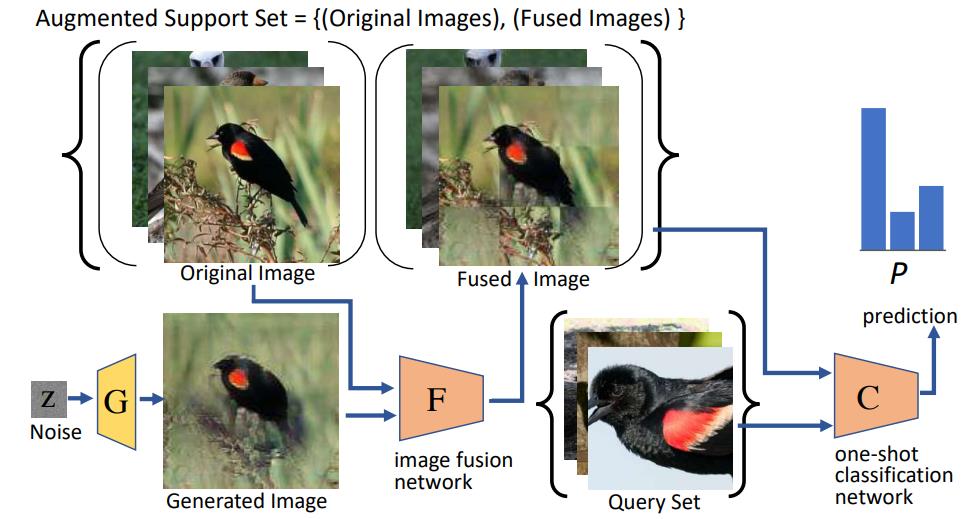 Augmented Support Set = {(Original Images), (Fused Images) }
Original Image
Fused Image
z
Noise
G
Generated Image
F
image fusion
network
Query Set
P
prediction
C
one-shot
classification
network